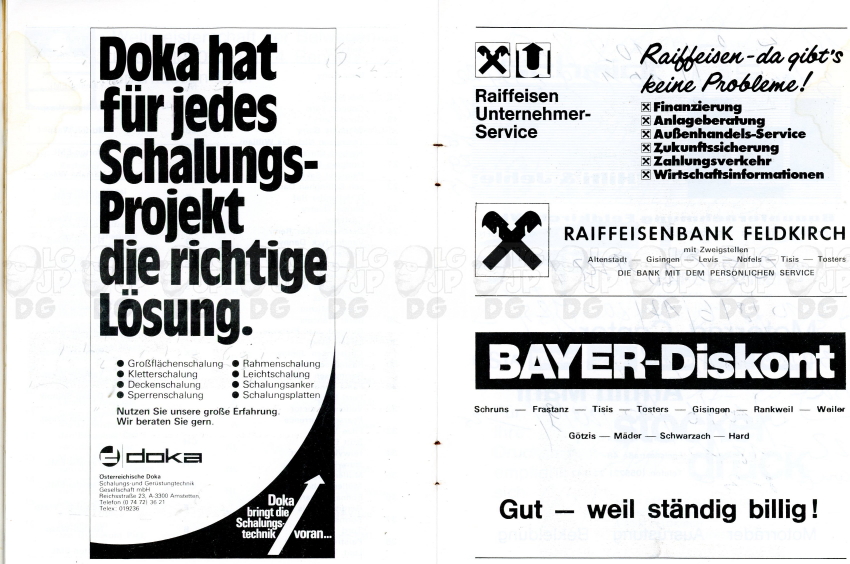 Doka hat
für jedes
Schalungs-
Projekt
die richtige
Lösung.
● Großflächenschalung
● Kletterschalung
● Deckenschalung
● Sperrenschalung
● Rahmenschalung
● Leichtschalung
● Schalungsanker
● Schalungsplatten
Nutzen Sie unsere große Erfahrung.
Wir beraten Sie gern.
doka
Österreichische Doka
Schalungs- und Gerüstungtechnik
Gesellschaft mbH
Reichsstraße 23, A-3300 Amstetten,
Telefon (0 74 72) 36 21
Telex: 019236
Doka
bringt die
Schalungs-
technik voran...
Raiffeisen
Unternehmer-
Service
Raiffeisen - da gibt's
keine Probleme!
Finanzierung
Anlageberatung
Außenhandels-Service
Zukunftssicherung
Zahlungsverkehr
Wirtschaftsinformationen
RAIFFEISENBANK FELDKIRCH
mit Zweigstellen
Altenstadt — Gisingen — Levis — Nofels — Tisis — Tosters
DIE BANK MIT DEM PERSÖNLICHEN SERVICE
BAYER-Diskont
Schruns — Frastanz — Tisis — Tosters — Gisingen — Rankweil — Weiler
Götzis — Mäder — Schwarzach — Hard
Gut — weil ständig billig!